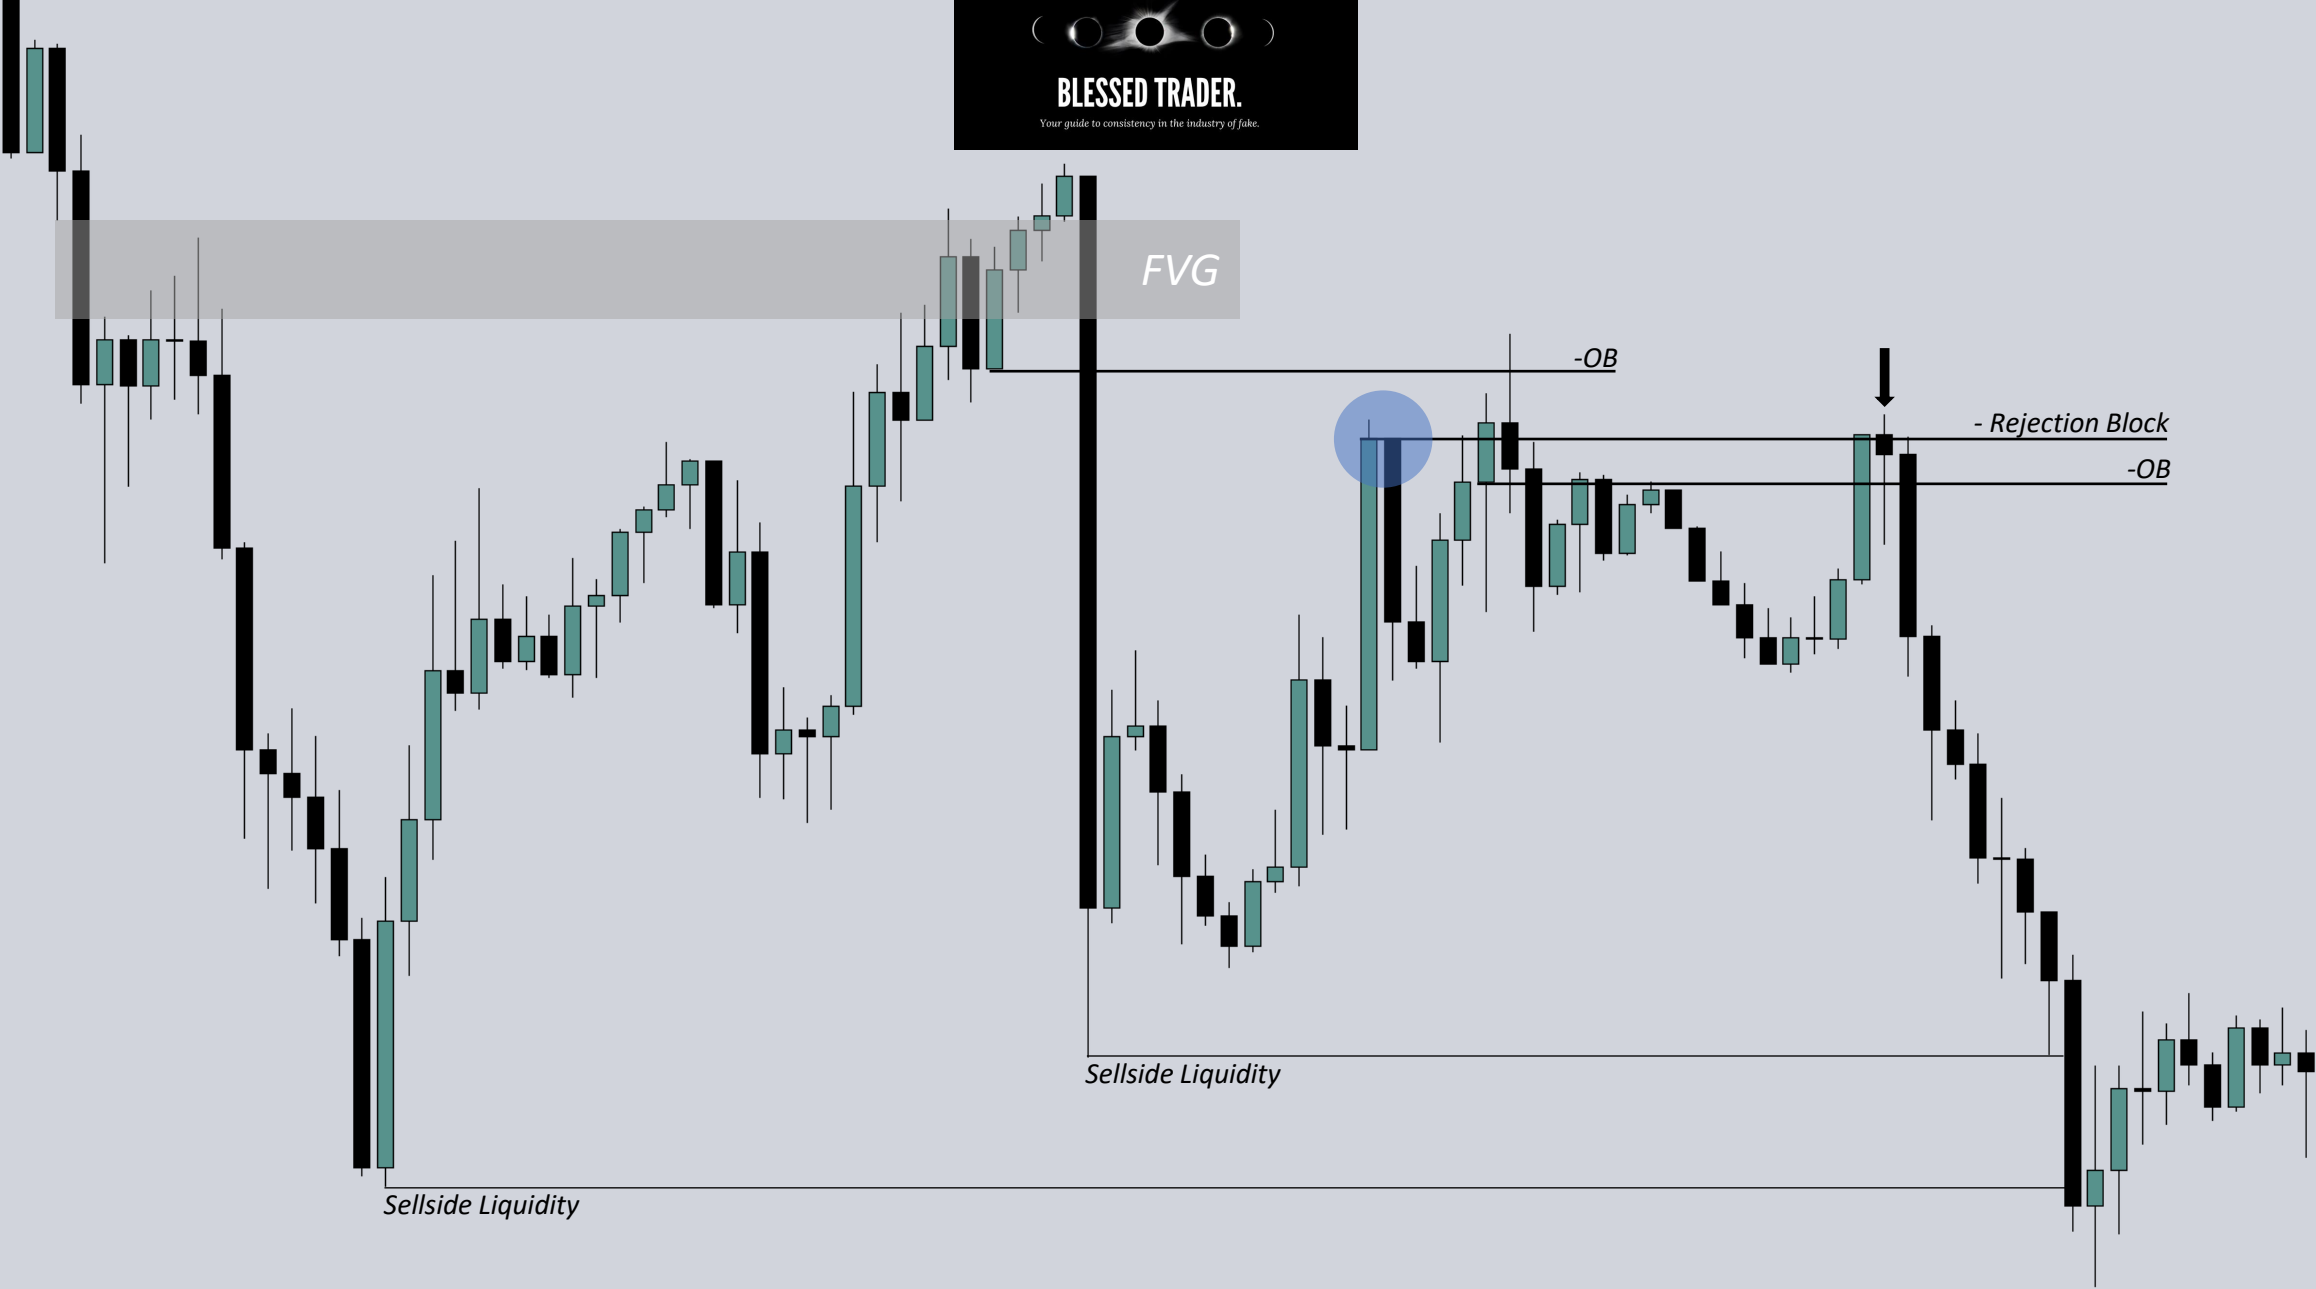 BLESSED TRADER.
Your guide to consistency in the industry of fake.
FVG
-OB
- Rejection Block
-OB
Sellside Liquidity
Sellside Liquidity